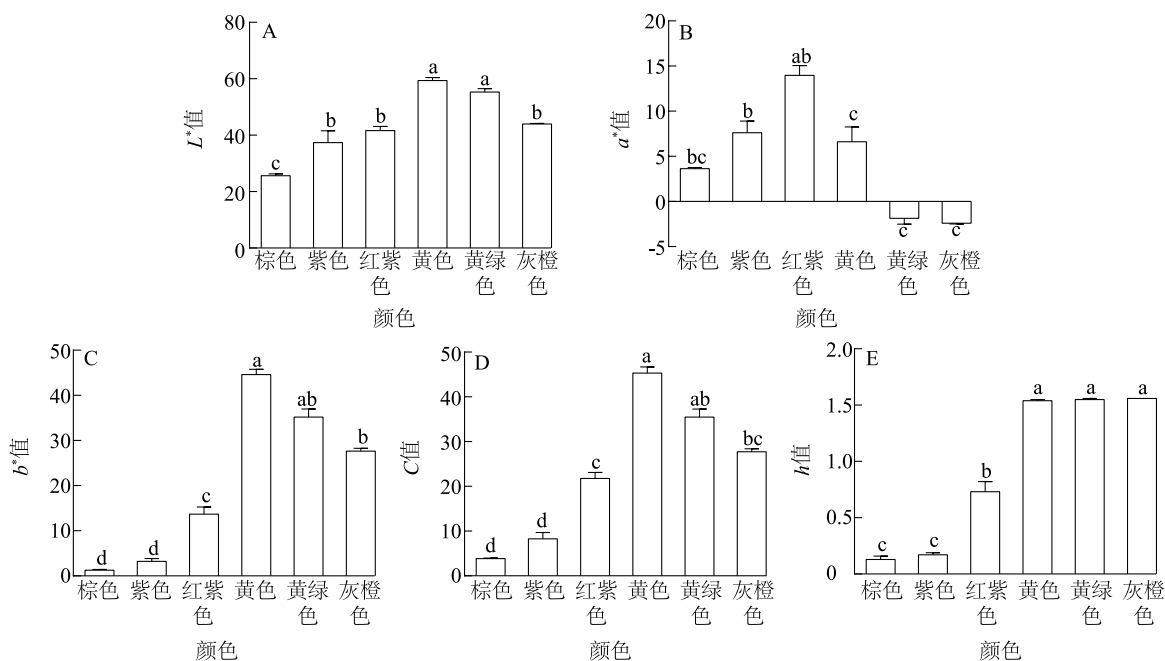 A
L*值
80
60
40
20
0
c
b
b
a
a
b
棕色
紫色
红紫
色
黄色
黄绿
色
灰橙
色
颜色
B
a*值
20
15
10
5
0
-5
bc
b
ab
c
c
c
棕色
紫色
红紫
色
黄色
黄绿
色
灰橙
色
颜色
C
b*值
50
40
30
20
10
0
d
d
c
a
ab
b
棕色
紫色
红紫
色
黄色
黄绿
色
灰橙
色
颜色
D
C值
50
40
30
20
10
0
d
d
c
a
ab
bc
棕色
紫色
红紫
色
黄色
黄绿
色
灰橙
色
颜色
E
h值
2.0
1.5
1.0
0.5
0
c
c
b
a
a
a
棕色
紫色
红紫
色
黄色
黄绿
色
灰橙
色
颜色